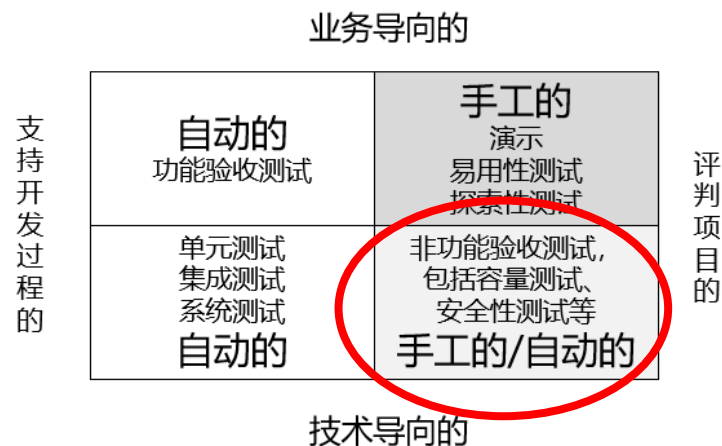 业务导向的
支持开发过程的
自动的
功能验收测试
手工的
演示
易用性测试
探索性测试
评判项目的
单元测试
集成测试
系统测试
自动的
非功能验收测试，
包括容量测试、
安全性测试等
手工的/自动的
技术导向的